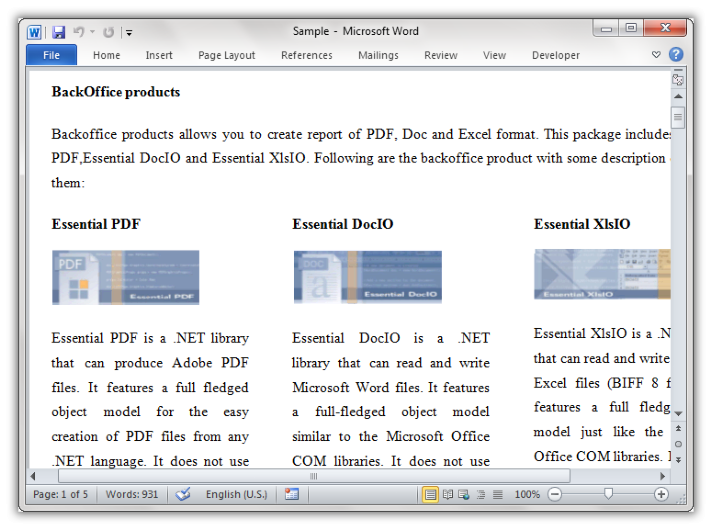 Sample - Microsoft Word
File Home Insert Page Layout References Mailings Review View Developer
BackOffice products
Backoffice products allows you to create report of PDF, Doc and Excel format. This package includes
PDF,Essential DocIO and Essential XlsIO. Following are the backoffice product with some description
them:
Essential PDF
PDF
Essential PDF
Essential PDF is a .NET library
that can produce Adobe PDF
files. It features a full fledged
object model for the easy
creation of PDF files from any
.NET language. It does not use
Essential DocIO
DOC
a
Essential DocIO
Essential DocIO is a .NET
library that can read and write
Microsoft Word files. It features
a full-fledged object model
similar to the Microsoft Office
COM libraries. It does not use
Essential XlsIO
Essential XlsIO
Essential XlsIO is a .N
that can read and write
Excel files (BIFF 8 f
features a full fledg
model just like the
Office COM libraries. I
Page: 1 of 5 Words: 931 English (U.S.) 100%